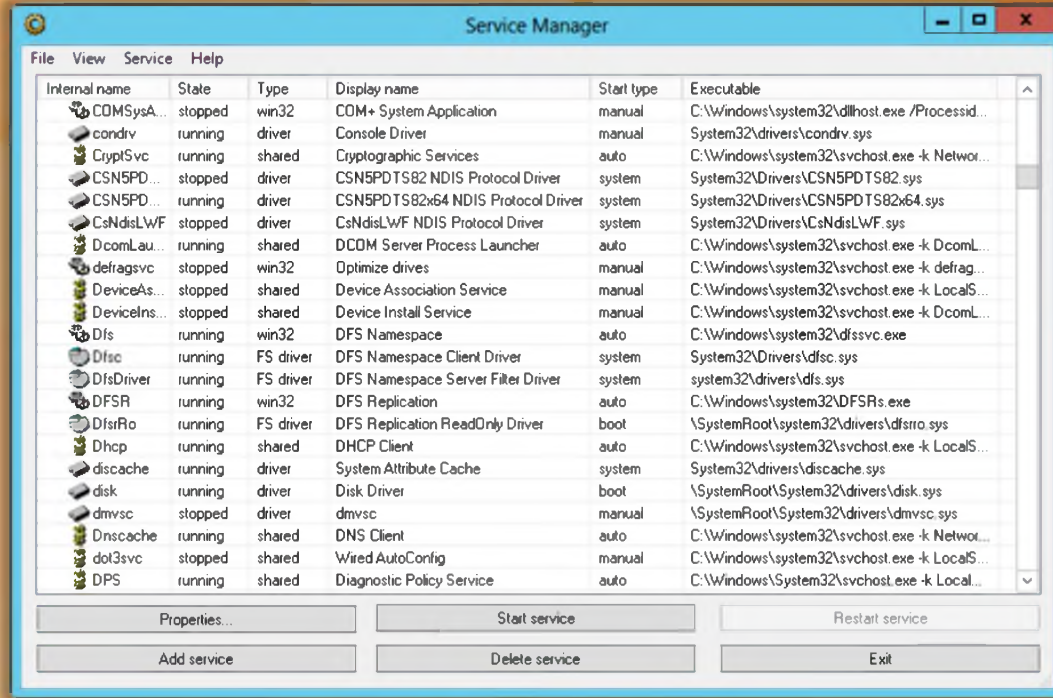 Service Manager
File View Service Help
Internal name State Type Display name Start type Executable
COMSysA... stopped win32 COM+ System Application manual C:\Windows\system32\dllhost.exe /Processid...
condrv running driver Console Driver manual System32\drivers\condrv.sys
CryptSvc running shared Cryptographic Services auto C:\Windows\system32\svchost.exe -k Networ...
CSN5PD... stopped driver CSN5PDTS82 NDIS Protocol Driver system System32\Drivers\CSN5PDTS82.sys
CSN5PD... running driver CSN5PDTS82x64 NDIS Protocol Driver system System32\Drivers\CSN5PDTS82x64.sys
CsNdisLWF stopped driver CsNdisLWF NDIS Protocol Driver system System32\Drivers\CsNdisLWF.sys
DcomLau... running shared DCOM Server Process Launcher auto C:\Windows\system32\svchost.exe -k DcomL...
defragsvc stopped win32 Optimize drives manual C:\Windows\system32\svchost.exe -k defrag...
DeviceAs... stopped shared Device Association Service manual C:\Windows\system32\svchost.exe -k LocalS...
DeviceIns... stopped shared Device Install Service manual C:\Windows\system32\svchost.exe -k DcomL...
Dfs running win32 DFS Namespace auto C:\Windows\system32\dfssvc.exe
Dfsc running FS driver DFS Namespace Client Driver system System32\Drivers\dfsc.sys
DfsDriver running FS driver DFS Namespace Server Filter Driver system system32\drivers\dfs.sys
DFSR running win32 DFS Replication auto C:\Windows\system32\DFSRs.exe
DfsrRo running FS driver DFS Replication ReadOnly Driver boot \SystemRoot\system32\drivers\dfsrro.sys
Dhcp running shared DHCP Client auto C:\Windows\system32\svchost.exe -k LocalS...
discache running driver System Attribute Cache system System32\drivers\discache.sys
disk running driver Disk Driver boot \SystemRoot\System32\drivers\disk.sys
dmvsc stopped driver dmvsc manual \SystemRoot\System32\drivers\dmvsc.sys
Dnscache running shared DNS Client auto C:\Windows\system32\svchost.exe -k Networ...
dot3svc stopped shared Wired AutoConfig manual C:\Windows\system32\svchost.exe -k LocalS...
DPS running shared Diagnostic Policy Service auto C:\Windows\System32\svchost.exe -k Local...
Properties... Start service Restart service
Add service Delete service Exit